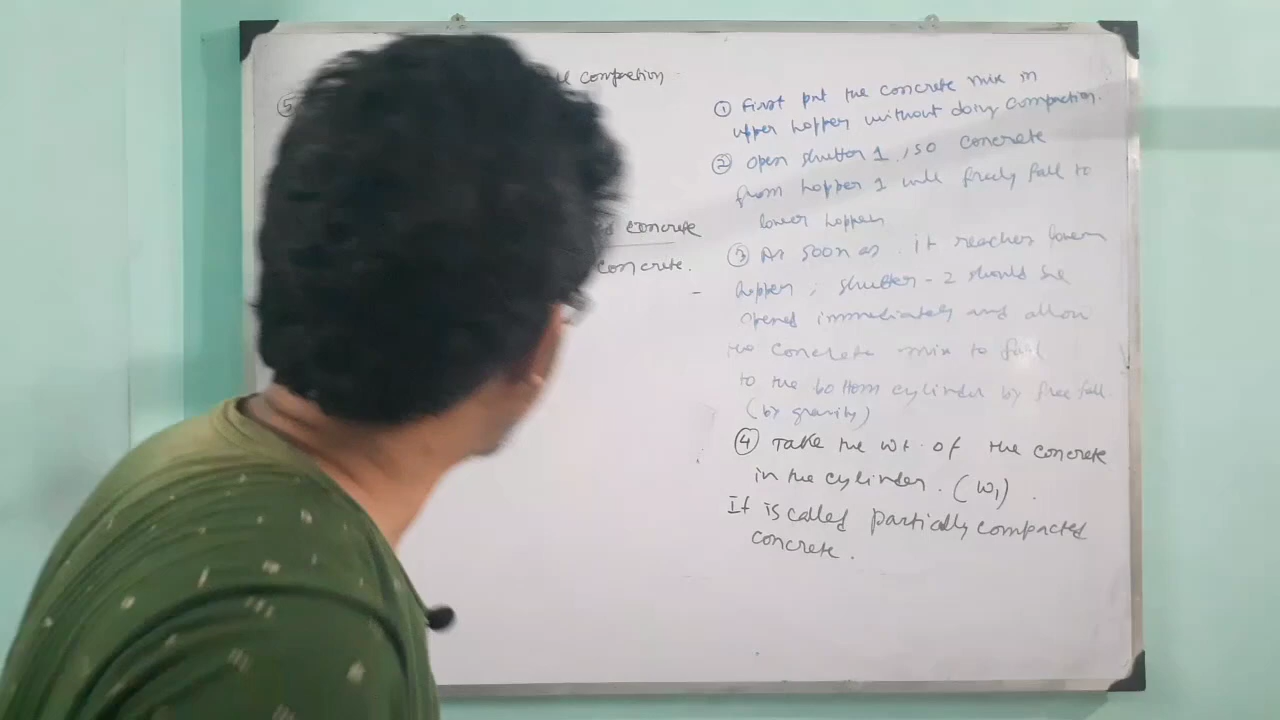 compaction
⑤
concrete
concrete.
① First put the concrete mix in
upper hopper without doing compaction.
② open shutter 1, so concrete
from hopper 1 will freely fall to
lower hopper
③ As soon as it reaches lower
hopper, shutter-2 should be
opened immediately and allow
the concrete mix to fall
to the bottom cylinder by free fall.
(by gravity)
④ Take the wt. of the concrete
in the cylinder. (W₁).
It is called partially compacted
concrete.